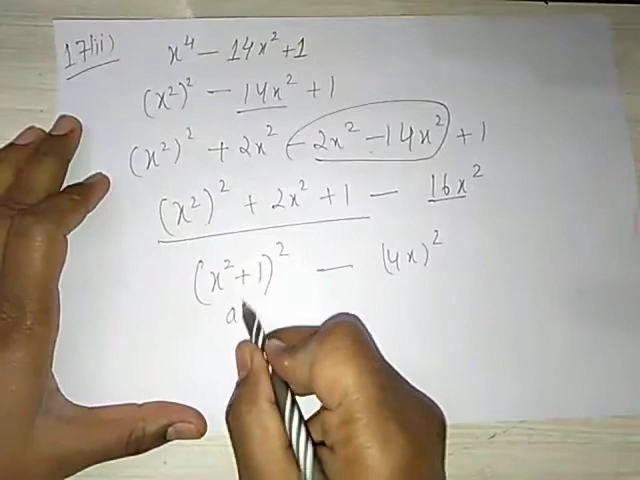 17(ii) x⁴ - 14x² + 1
(x²)² - 14x² + 1
(x²)² + 2x² - 2x² - 14x² + 1
(x²)² + 2x² + 1 - 16x²
(x² + 1)² - (4x)²
a